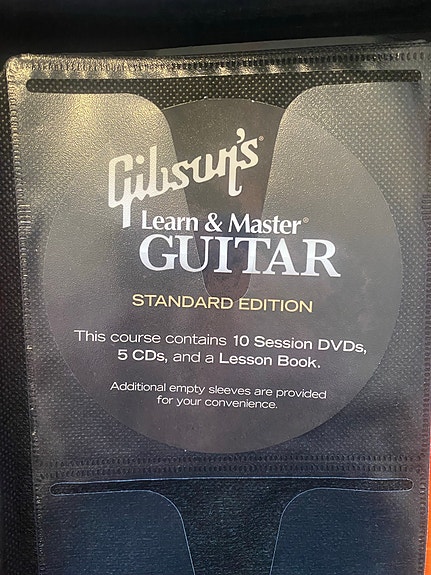 Gibson's®
Learn & Master®
GUITAR
STANDARD EDITION
This course contains 10 Session DVDs,
5 CDs, and a Lesson Book.
Additional empty sleeves are provided
for your convenience.